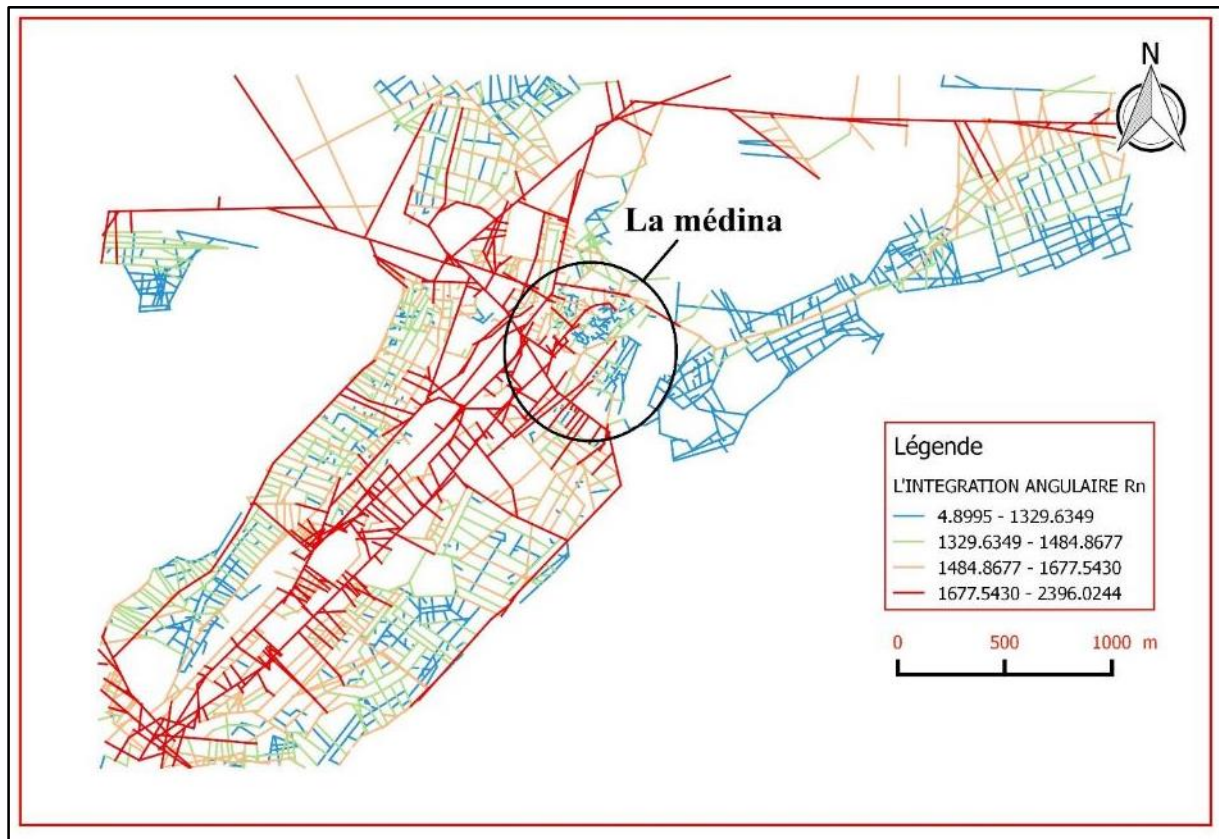 N
La médina
Légende
L'INTEGRATION ANGULAIRE Rn
4.8995 - 1329.6349
1329.6349 - 1484.8677
1484.8677 - 1677.5430
1677.5430 - 2396.0244
0 500 1000 m